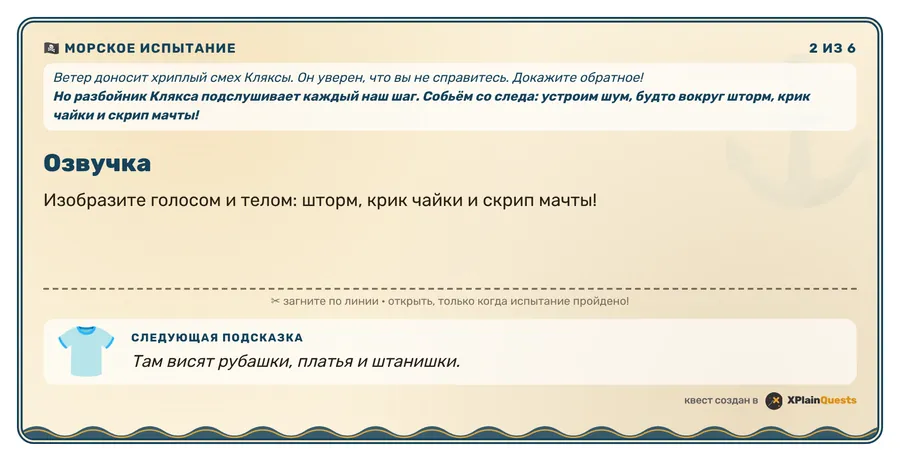 МОРСКОЕ ИСПЫТАНИЕ
2 ИЗ 6
Ветер доносит хриплый смех Кляксы. Он уверен, что вы не справитесь. Докажите обратное!
Но разбойник Клякса подслушивает каждый наш шаг. Собьём со следа: устроим шум, будто вокруг шторм, крик
чайки и скрип мачты!
Озвучка
Изобразите голосом и телом: шторм, крик чайки и скрип мачты!
✂ загните по линии • открыть, только когда испытание пройдено!
СЛЕДУЮЩАЯ ПОДСКАЗКА
Там висят рубашки, платья и штанишки.
квест создан в XPlainQuests